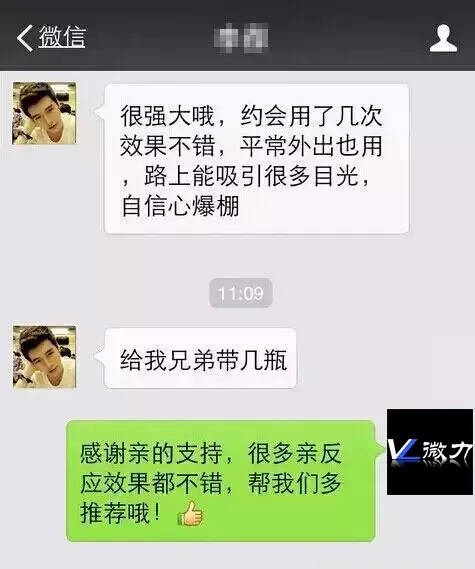 微信
很强大哦，约会用了几次
效果不错，平常外出也用
，路上能吸引很多目光，
自信心爆棚
11:09
给我兄弟带几瓶
感谢亲的支持，很多亲反
应效果都不错，帮我们多
推荐哦！
VL微力